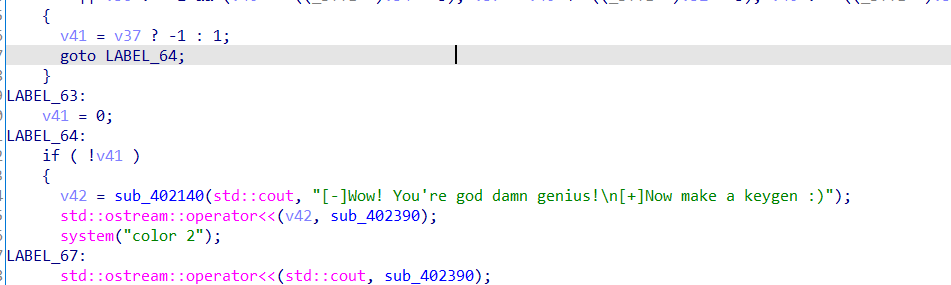 {
v41 = v37 ? -1 : 1;
goto LABEL_64;
}
LABEL_63:
v41 = 0;
LABEL_64:
if ( !v41 )
{
v42 = sub_402140(std::cout, "[-]Wow! You're god damn genius!\n[+]Now make a keygen :)");
std::ostream::operator<<(v42, sub_402390);
system("color 2");
LABEL_67:
std::ostream::operator<<(std::cout, sub_402390);